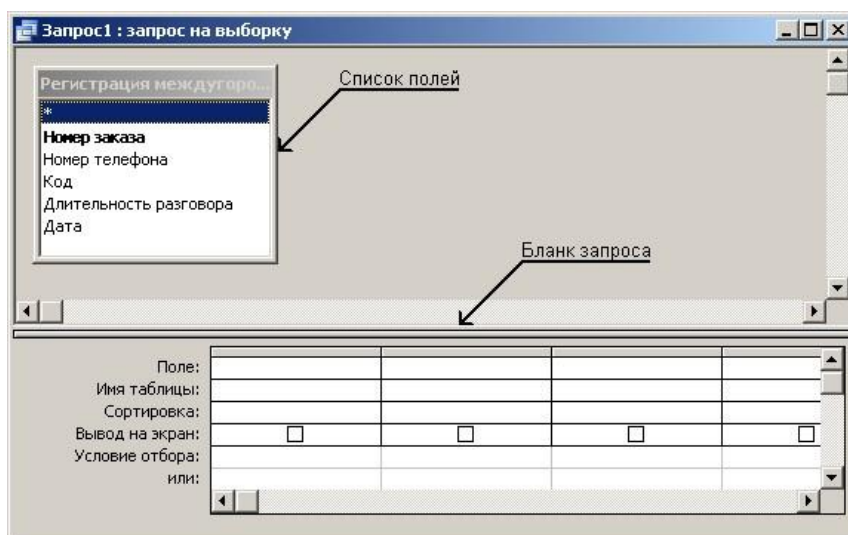 Запрос1 : запрос на выборку
Регистрация междугоро...
Список полей
*
Номер заказа
Номер телефона
Код
Длительность разговора
Дата
Бланк запроса
Поле:
Имя таблицы:
Сортировка:
Вывод на экран:
Условие отбора:
или: